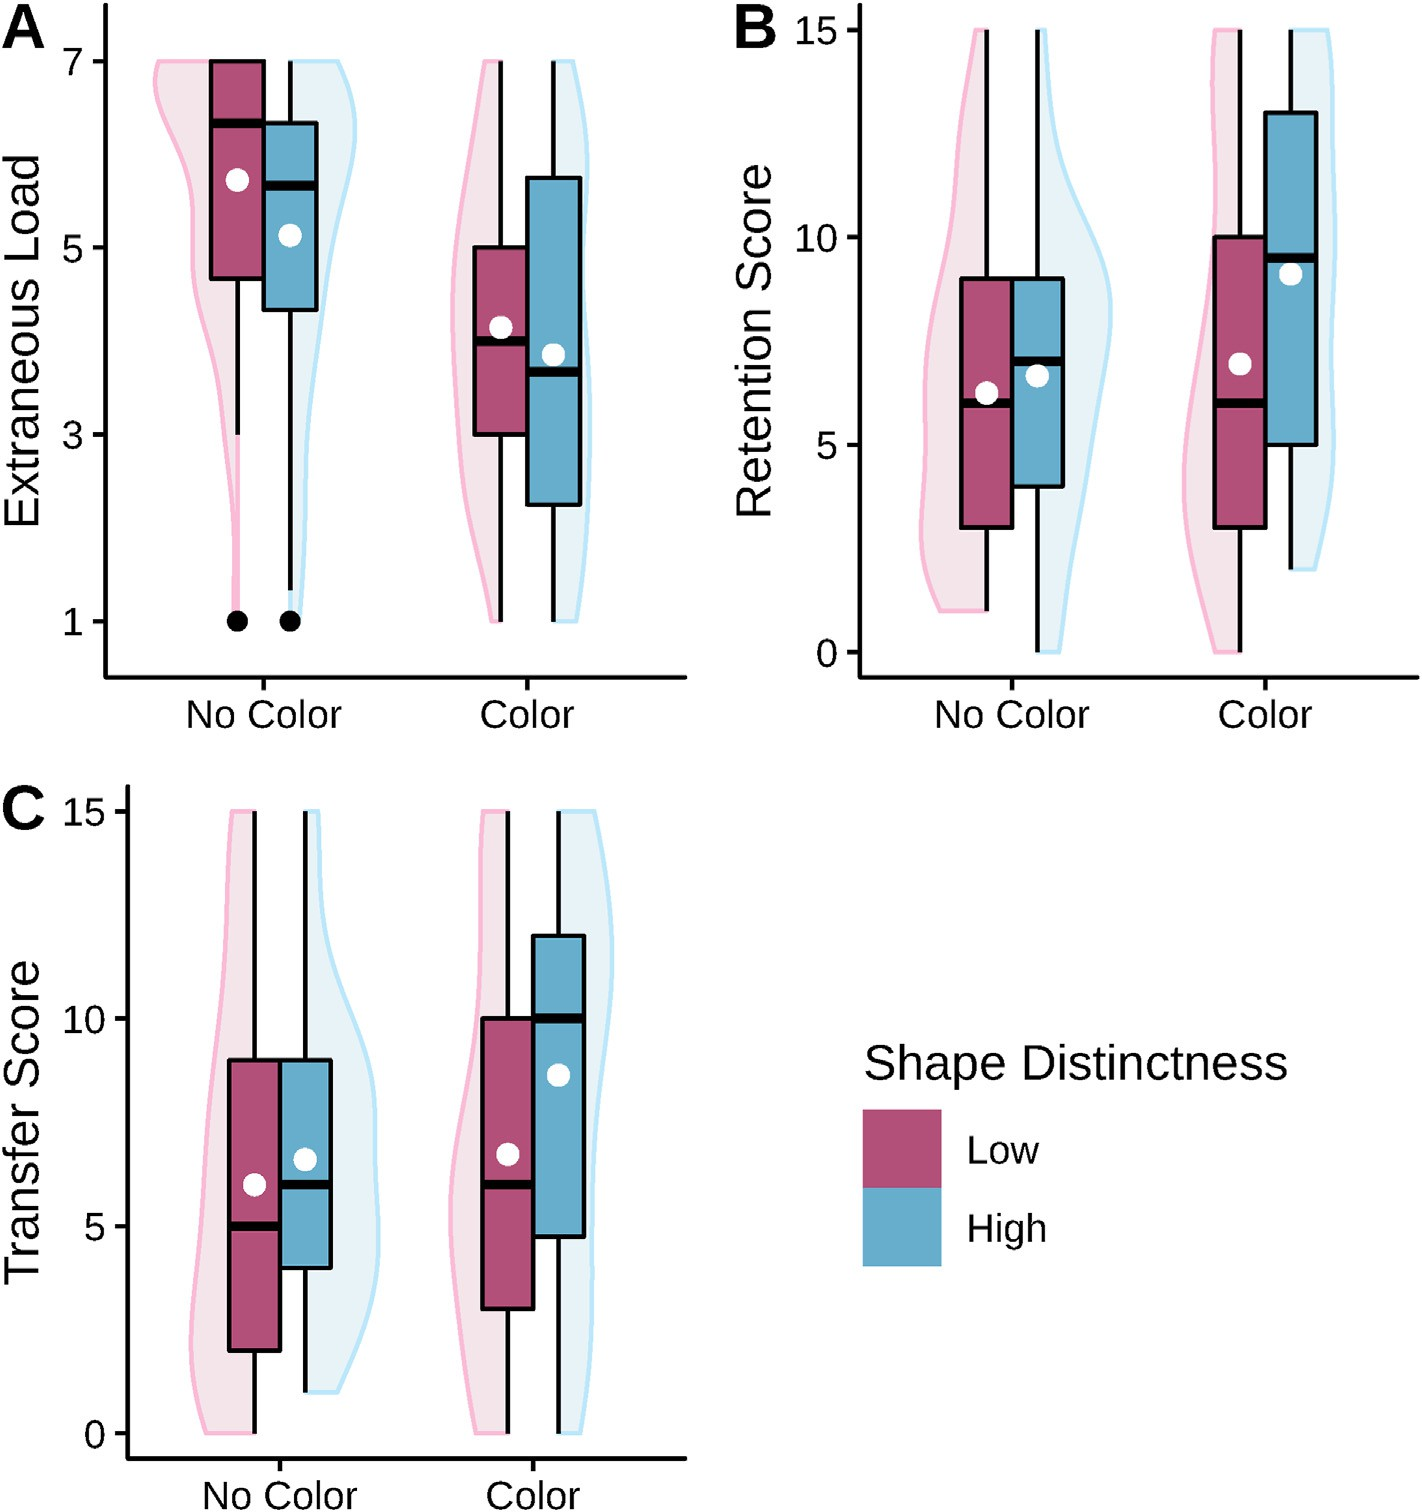 A
7
5
3
1
Extraneous Load
No Color
Color
B
15
10
5
0
Retention Score
No Color
Color
C
15
10
5
0
Transfer Score
No Color
Color
Shape Distinctness
Low
High